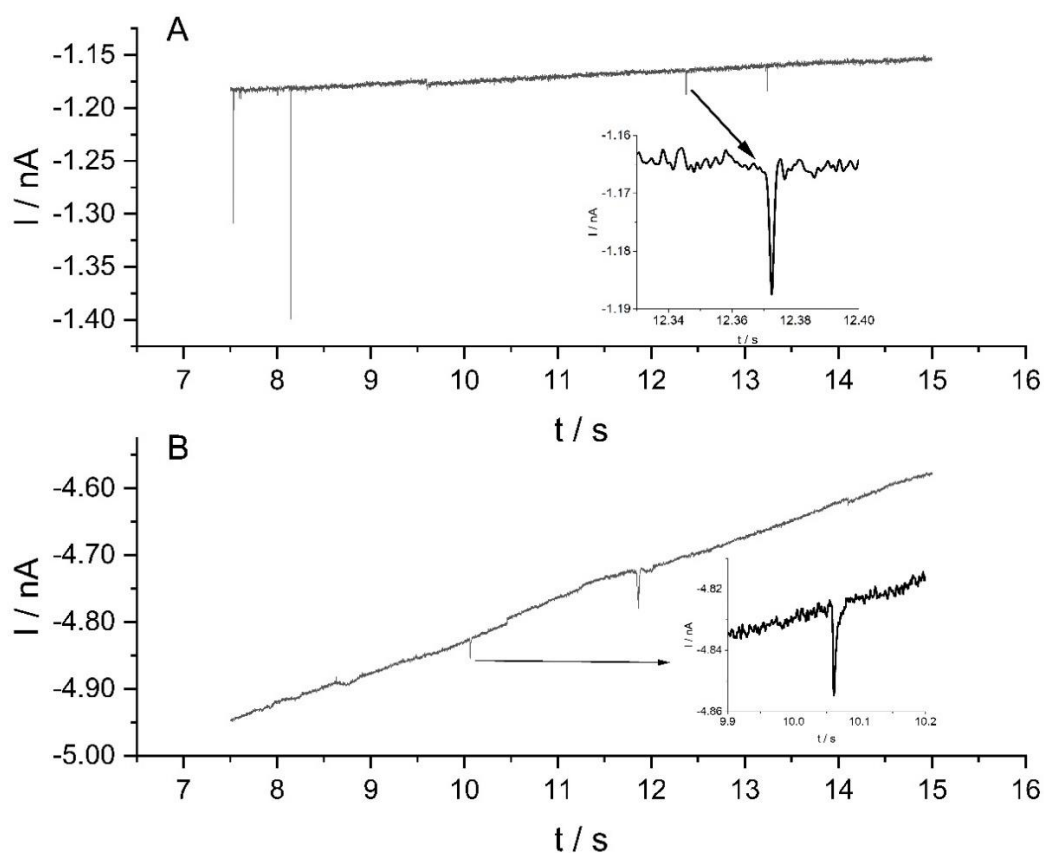 A
-1.15
-1.20
-1.25
-1.30
-1.35
-1.40
I / nA
7 8 9 10 11 12 13 14 15 16
t / s
-1.16
-1.17
-1.18
-1.19
I / nA
12.34 12.36 12.38 12.40
t / s
B
-4.60
-4.70
-4.80
-4.90
-5.00
I / nA
7 8 9 10 11 12 13 14 15 16
t / s
-4.82
-4.84
-4.86
I / nA
9.9 10.0 10.1 10.2
t / s